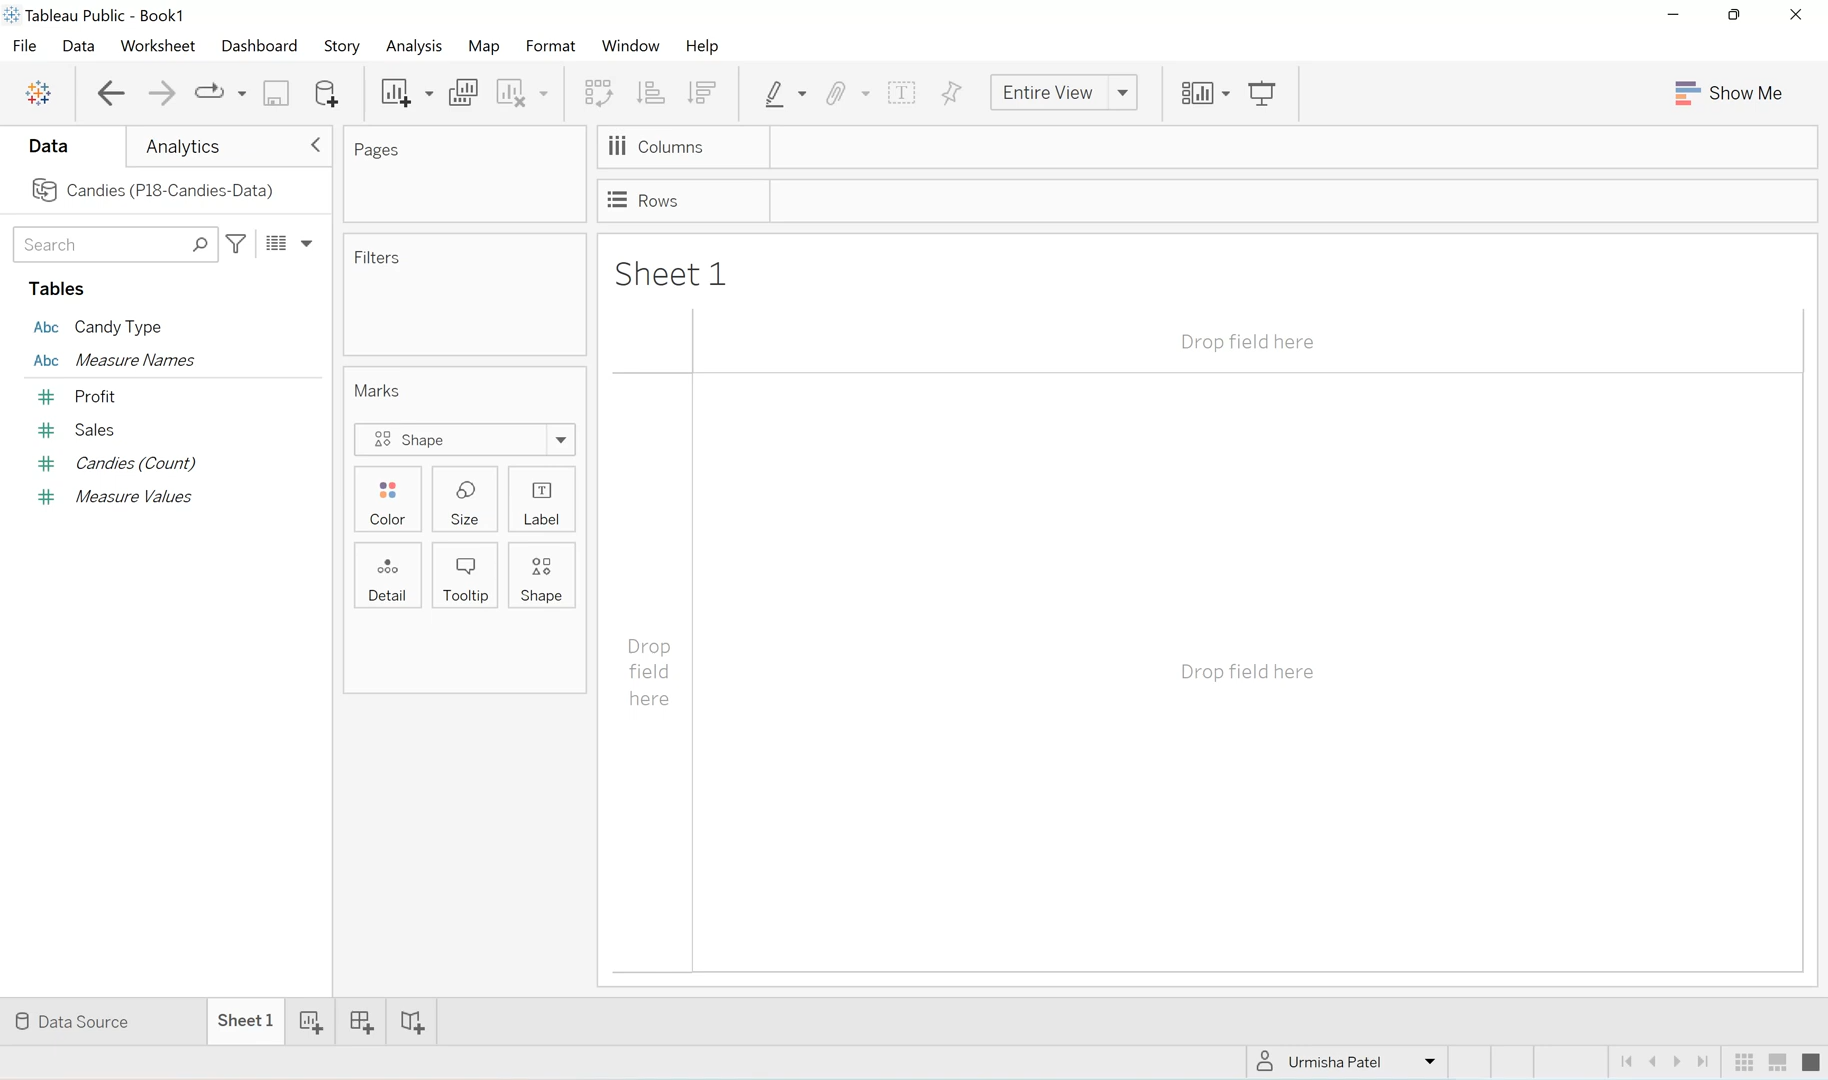 Tableau Public - Book1
File Data Worksheet Dashboard Story Analysis Map Format Window Help
Entire View
Show Me
Data
Analytics
Candies (P18-Candies-Data)
Search
Tables
Abc Candy Type
Abc Measure Names
Profit
Sales
Candies (Count)
Measure Values
Pages
Filters
Marks
Shape
Color
Size
Label
Detail
Tooltip
Shape
Columns
Rows
Sheet 1
Drop field here
Drop
field
here
Drop field here
Data Source
Sheet 1
Urmisha Patel